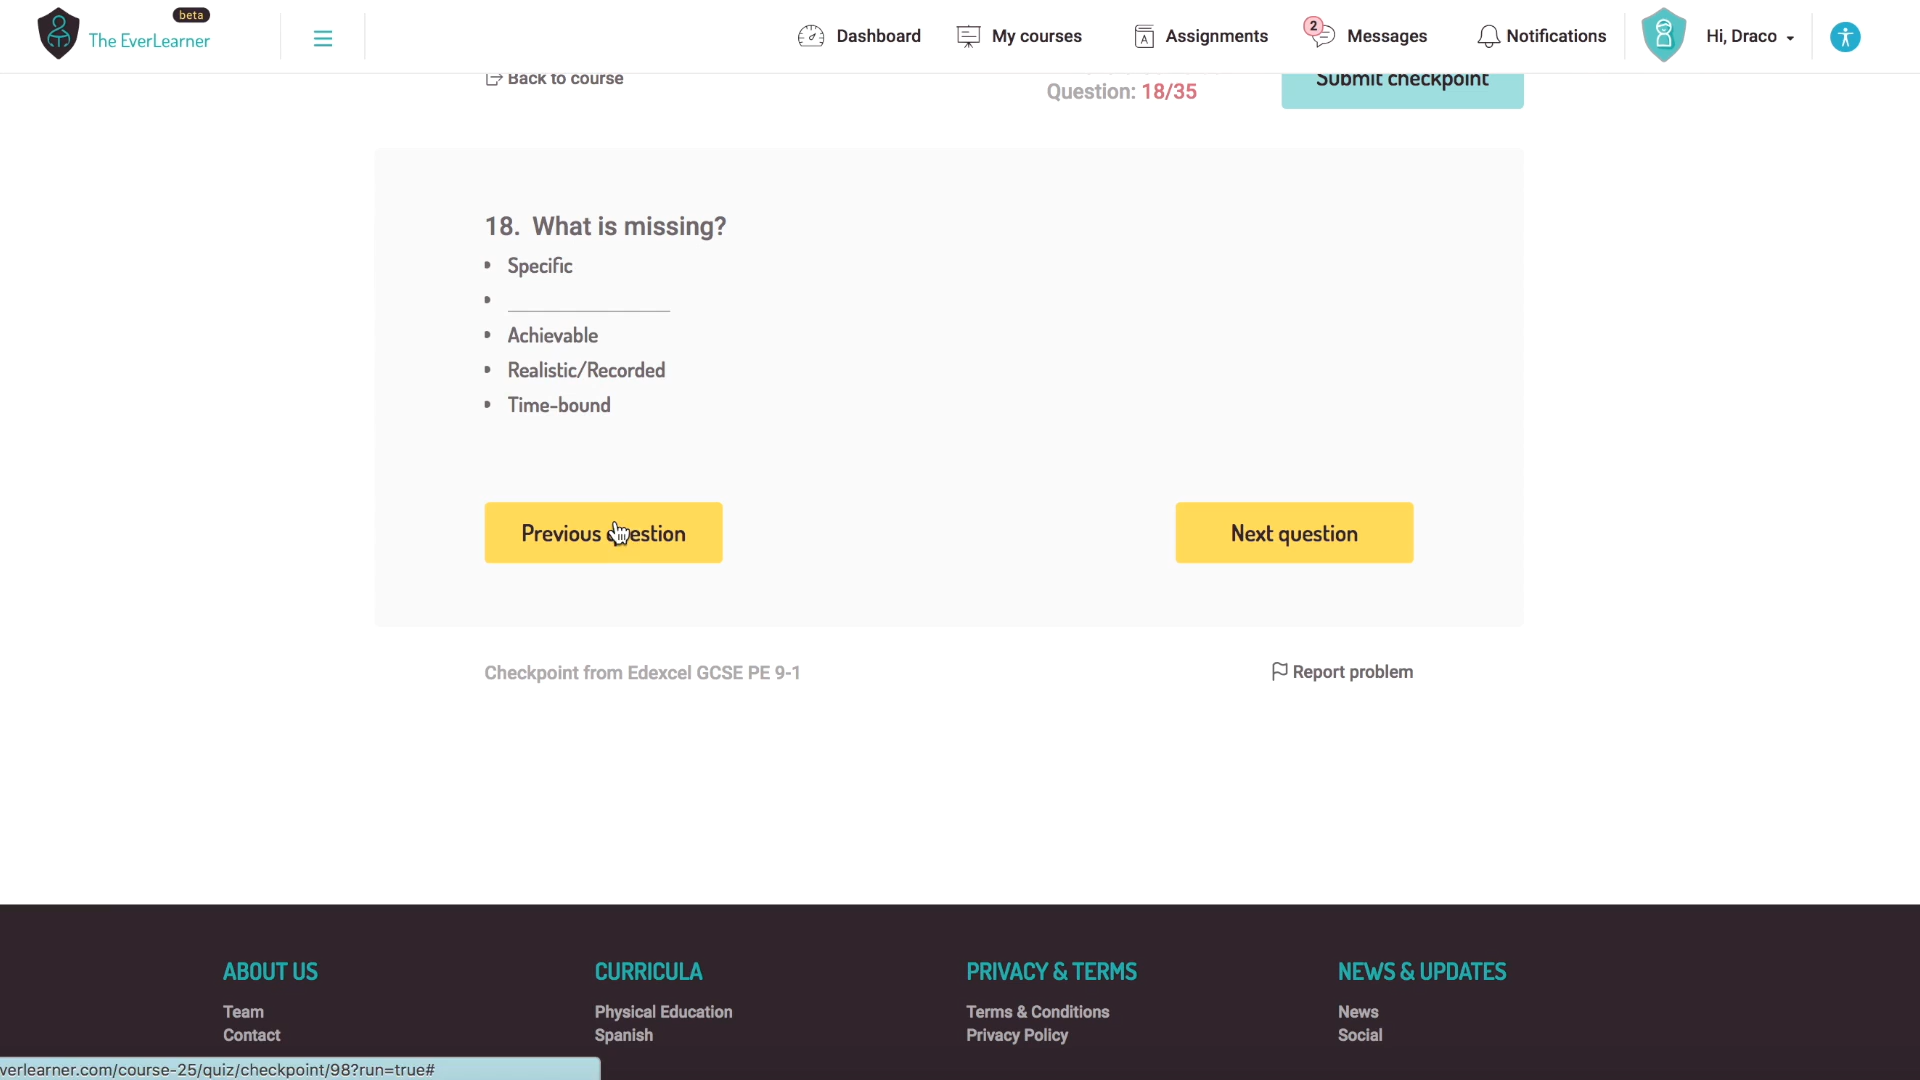 beta
The EverLearner
Dashboard
My courses
Assignments
2
Messages
Notifications
Hi, Draco
Back to course
Question: 18/35
Submit checkpoint
18. What is missing?
• Specific
• ________________
• Achievable
• Realistic/Recorded
• Time-bound
Previous question
Next question
Checkpoint from Edexcel GCSE PE 9-1
Report problem
ABOUT US
Team
Contact
CURRICULA
Physical Education
Spanish
PRIVACY & TERMS
Terms & Conditions
Privacy Policy
NEWS & UPDATES
News
Social
verlearner.com/course-25/quiz/checkpoint/98?run=true#